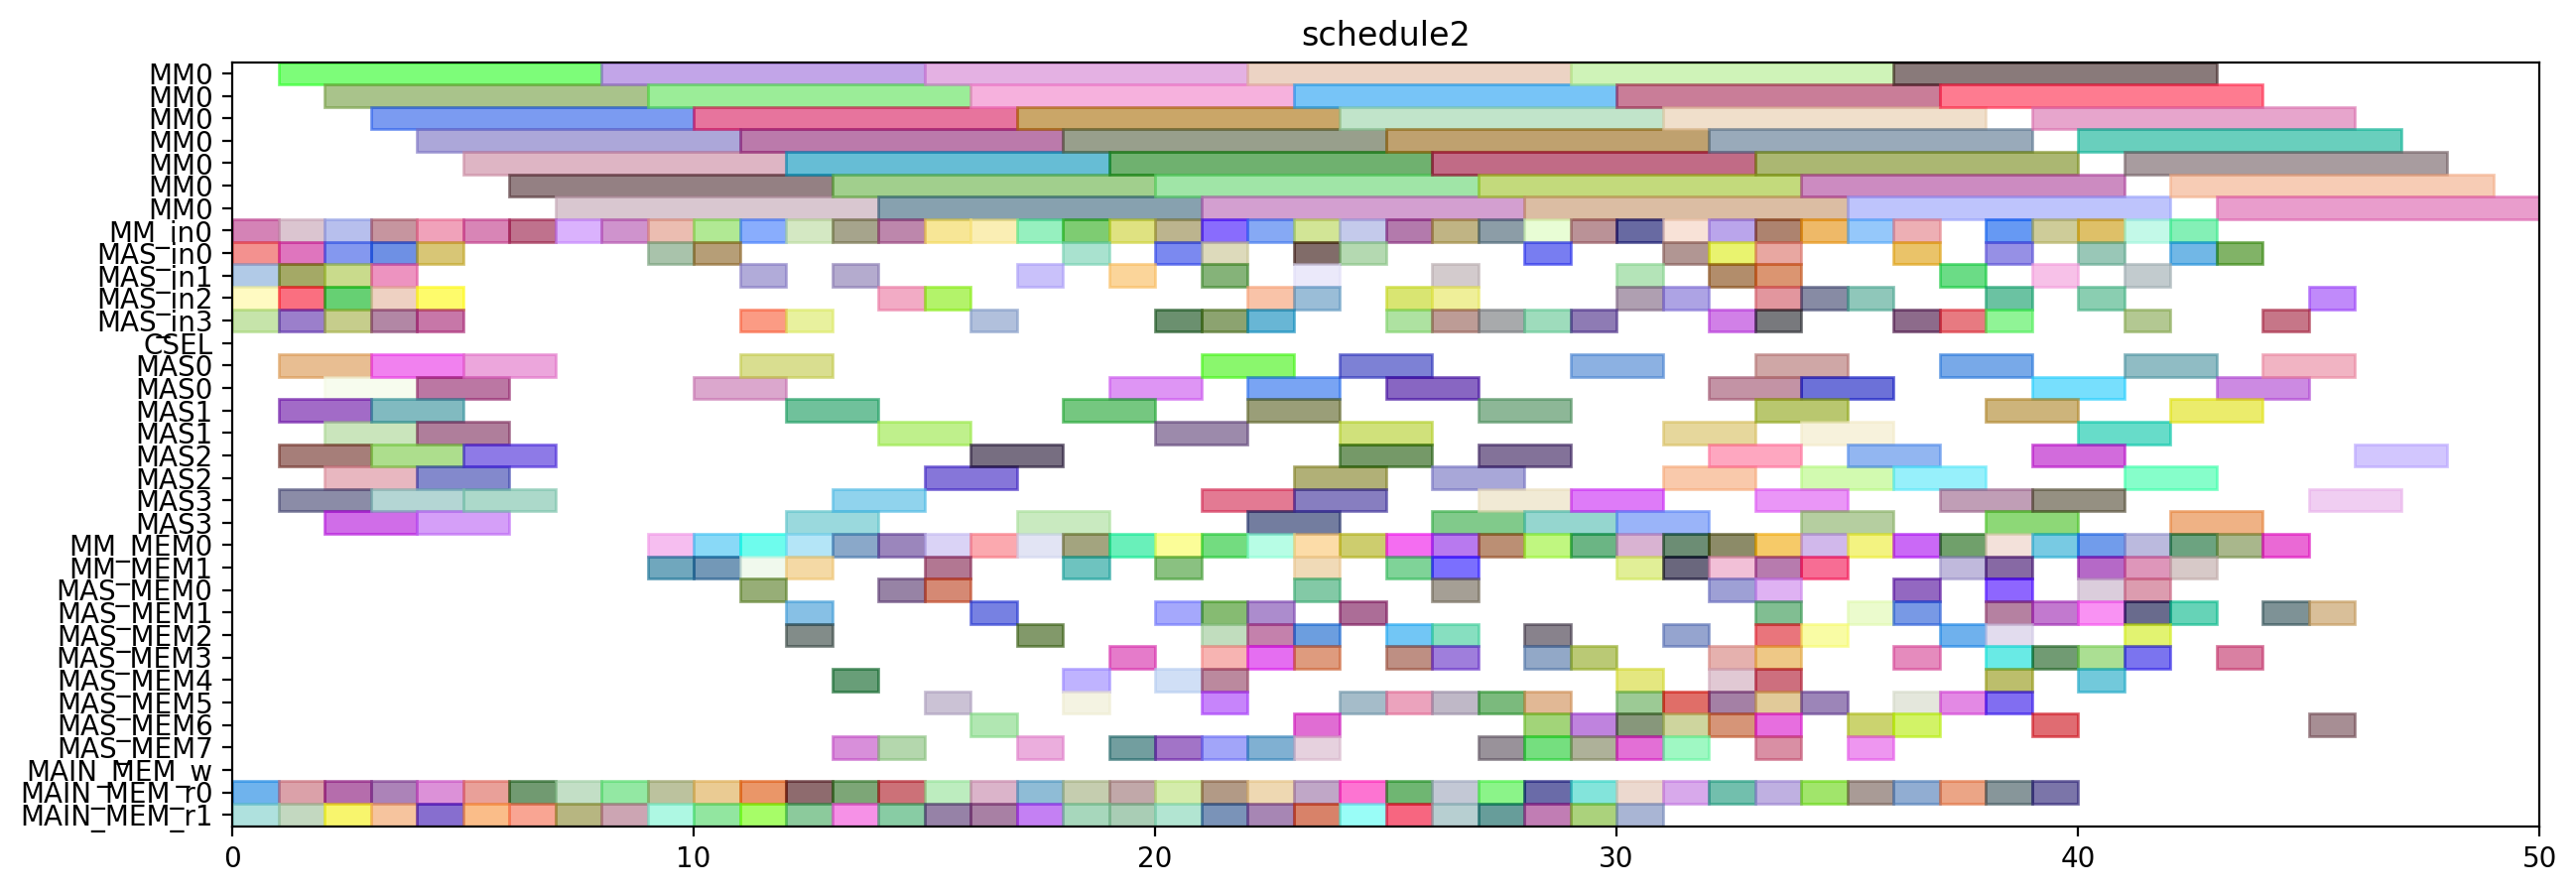 schedule2
MM0
MM0
MM0
MM0
MM0
MM0
MM0
MM_in0
MAS_in0
MAS_in1
MAS_in2
MAS_in3
CSEL
MAS0
MAS0
MAS1
MAS1
MAS2
MAS2
MAS3
MAS3
MM_MEM0
MM_MEM1
MAS_MEM0
MAS_MEM1
MAS_MEM2
MAS_MEM3
MAS_MEM4
MAS_MEM5
MAS_MEM6
MAS_MEM7
MAIN_MEM_w
MAIN_MEM_r0
MAIN_MEM_r1
0 10 20 30 40 50